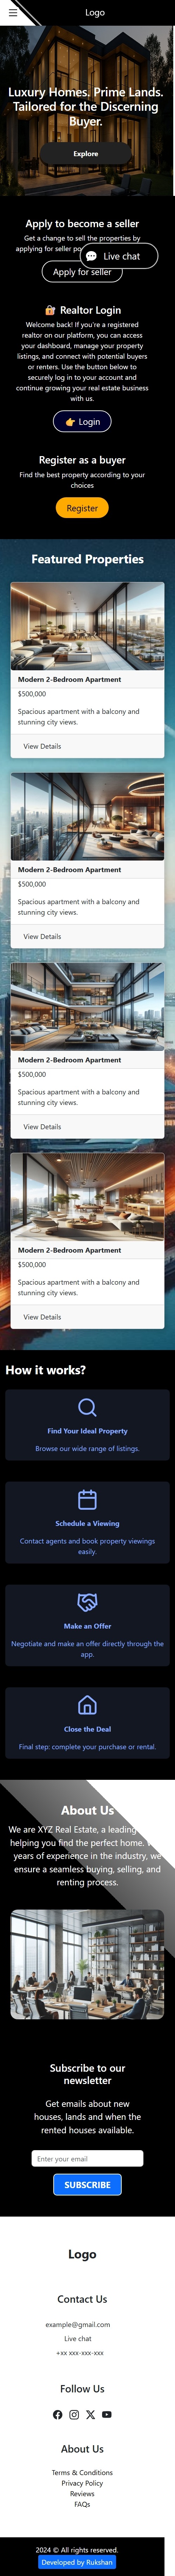 Logo
Luxury Homes. Prime Lands.
Tailored for the Discerning
Buyer.
Explore
Apply to become a seller
Get a change to sell the properties by
applying for seller
Live chat
Apply for seller
Realtor Login
Welcome back! If you're a registered
realtor on our platform, you can access
your dashboard, manage your property
listings, and connect with potential buyers
or renters. Use the button below to
securely log in to your account and
continue growing your real estate business
with us.
👉 Login
Register as a buyer
Find the best property according to your
choices
Register
Featured Properties
Modern 2-Bedroom Apartment
$500,000
Spacious apartment with a balcony and
stunning city views.
View Details
Modern 2-Bedroom Apartment
$500,000
Spacious apartment with a balcony and
stunning city views.
View Details
Modern 2-Bedroom Apartment
$500,000
Spacious apartment with a balcony and
stunning city views.
View Details
Modern 2-Bedroom Apartment
$500,000
Spacious apartment with a balcony and
stunning city views.
View Details
How it works?
Find Your Ideal Property
Browse our wide range of listings.
Schedule a Viewing
Contact agents and book property viewings
easily.
Make an Offer
Negotiate and make an offer directly through the
app.
Close the Deal
Final step: complete your purchase or rental.
About Us
We are XYZ Real Estate, a leading
helping you find the perfect home.
years of experience in the industry, we
ensure a seamless buying, selling, and
renting process.
Subscribe to our
newsletter
Get emails about new
houses, lands and when the
rented houses available.
Enter your email
SUBSCRIBE
Logo
Contact Us
example@gmail.com
Live chat
+xx xxx-xxx-xxx
Follow Us
About Us
Terms & Conditions
Privacy Policy
Reviews
FAQs
2024 © All rights reserved.
Developed by Rukshan